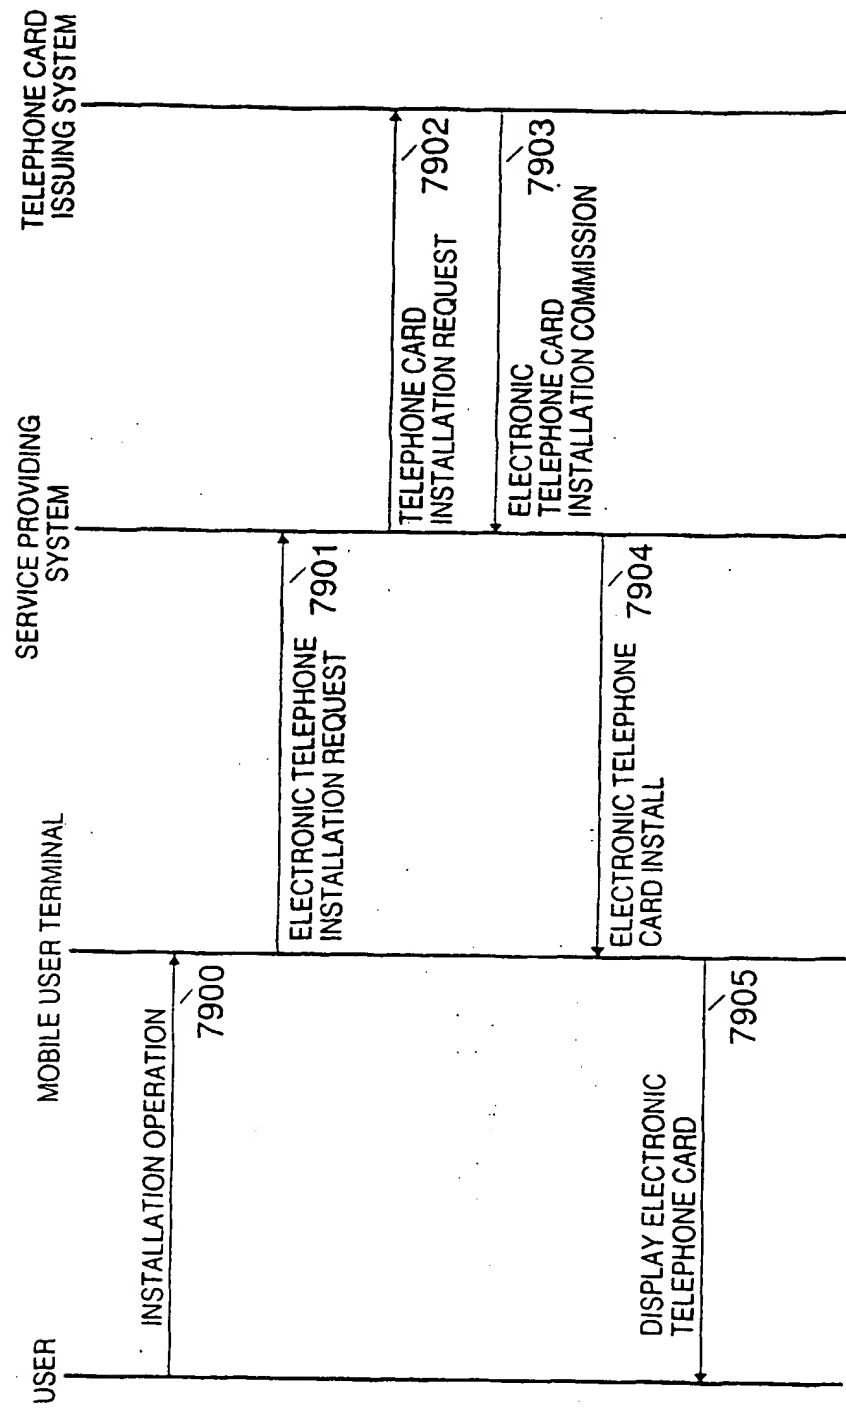 USER
MOBILE USER TERMINAL
SERVICE PROVIDING
SYSTEM
TELEPHONE CARD
ISSUING SYSTEM
INSTALLATION OPERATION
7900
ELECTRONIC TELEPHONE
INSTALLATION REQUEST
7901
TELEPHONE CARD
INSTALLATION REQUEST
7902
ELECTRONIC
TELEPHONE CARD
INSTALLATION COMMISSION
7903
ELECTRONIC TELEPHONE
CARD INSTALL
7904
DISPLAY ELECTRONIC
TELEPHONE CARD
7905